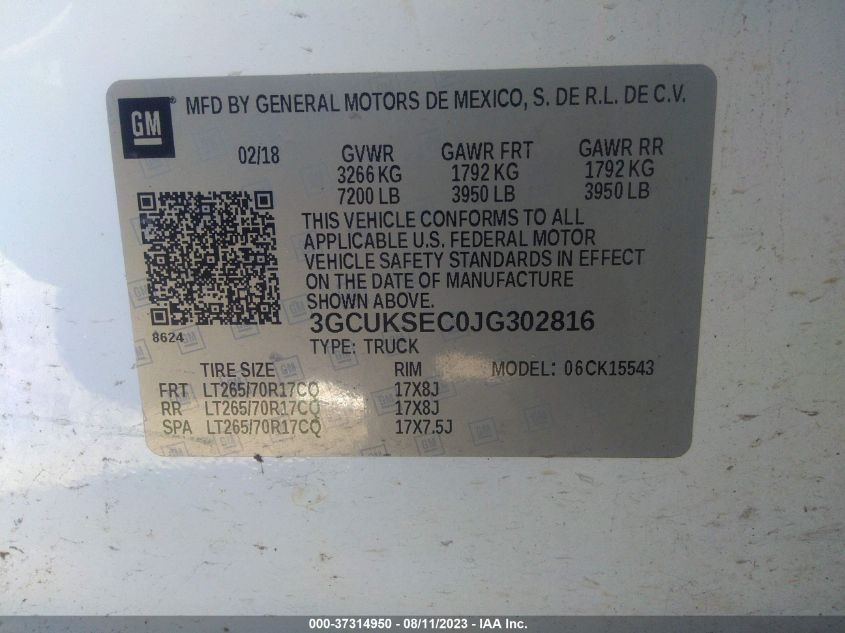 GM ® MFD BY GENERAL MOTORS DE MEXICO, S. DE R.L. DE C.V.
02/18 GVWR GAWR FRT GAWR RR
3266 KG 1792 KG 1792 KG
7200 LB 3950 LB 3950 LB
THIS VEHICLE CONFORMS TO ALL
APPLICABLE U.S. FEDERAL MOTOR
VEHICLE SAFETY STANDARDS IN EFFECT
ON THE DATE OF MANUFACTURE
SHOWN ABOVE.
8624 3GCUKSEC0JG302816
TYPE: TRUCK
TIRE SIZE RIM MODEL: 06CK15543
FRT LT265/70R17CQ 17X8J
RR LT265/70R17CQ 17X8J
SPA LT265/70R17CQ 17X7.5J
000-37314950 - 08/11/2023 - IAA Inc.